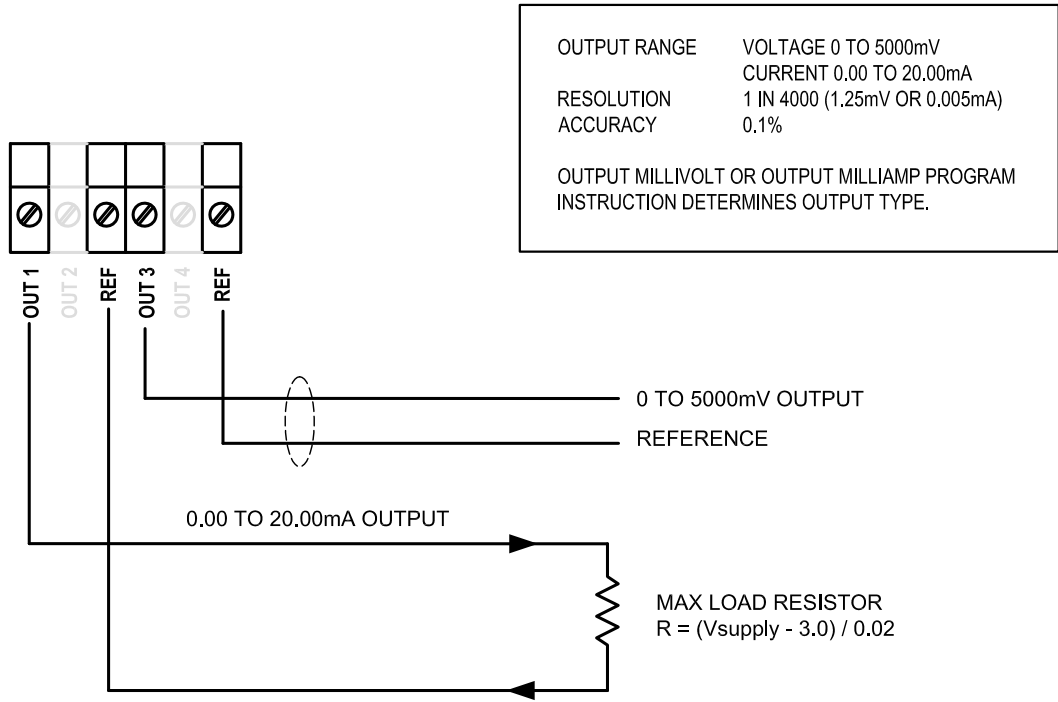 OUTPUT RANGE VOLTAGE 0 TO 5000mV
CURRENT 0.00 TO 20.00mA
RESOLUTION 1 IN 4000 (1.25mV OR 0.005mA)
ACCURACY 0.1%
OUTPUT MILLIVOLT OR OUTPUT MILLIAMP PROGRAM
INSTRUCTION DETERMINES OUTPUT TYPE.
OUT 1
OUT 2
REF
OUT 3
OUT 4
REF
0 TO 5000mV OUTPUT
REFERENCE
0.00 TO 20.00mA OUTPUT
MAX LOAD RESISTOR
R = (Vsupply - 3.0) / 0.02